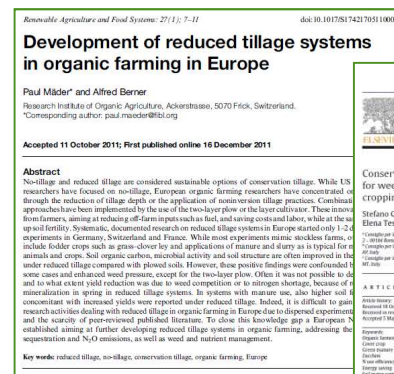 Renewable Agriculture and Food Systems: 27(1); 7–11 doi:10.1017/S174217051100
Development of reduced tillage systems
in organic farming in Europe
Paul Mäder* and Alfred Berner
Research Institute of Organic Agriculture, Ackerstrasse, 5070 Frick, Switzerland.
*Corresponding author: paul.maeder@fibl.org
Accepted 11 October 2011; First published online 16 December 2011
Abstract
No-tillage and reduced tillage are considered sustainable options of conservation tillage. While US
researchers have focused on no-tillage, European organic farming researchers have concentrated on
through the reduction of tillage depth or the application of noninversion tillage practices. Combinati
approaches have been implemented by the use of the two-layer plow or the layer cultivator. These innova
from farmers, aiming at reducing off-farm inputs such as fuel, and saving costs and labor, while at the sa
up soil fertility. Systematic, documented research on reduced tillage systems in Europe started only 1–2 d
experiments in Germany, Switzerland and France. While most experiments mimic stockless farms,
include fodder crops such as grass-clover ley and applications of manure and slurry as is typical for m
animals and crops. Soil organic carbon, microbial activity and soil structure are often improved in the
under reduced tillage compared with plowed soils. However, these positive findings were confounded b
some cases and enhanced weed pressure, except for the two-layer plow. Often it was not possible to de
and to what extent yield reduction was due to weed competition or to nitrogen shortage, because of
mineralization in spring in reduced tillage systems. In systems with manure use, also higher soil f
concomitant with increased yields were reported under reduced tillage. Indeed, it is difficult to gain
research activities dealing with reduced tillage in organic farming in Europe due to dispersed experiment
and the scarcity of peer-reviewed published literature. To close this knowledge gap a European N
established aiming at further developing reduced tillage systems in organic farming, addressing the
sequestration and N2O emissions, as well as weed and nutrient management.
Key words: reduced tillage, no-tillage, conservation tillage, organic farming, Europe
ELSEVIER
Conser
for wee
croppi
Stefano C
Elena Tes
ARTIC
Article history:
Keywords:
Organic farming
Cover crop
Green manure
Energy saving